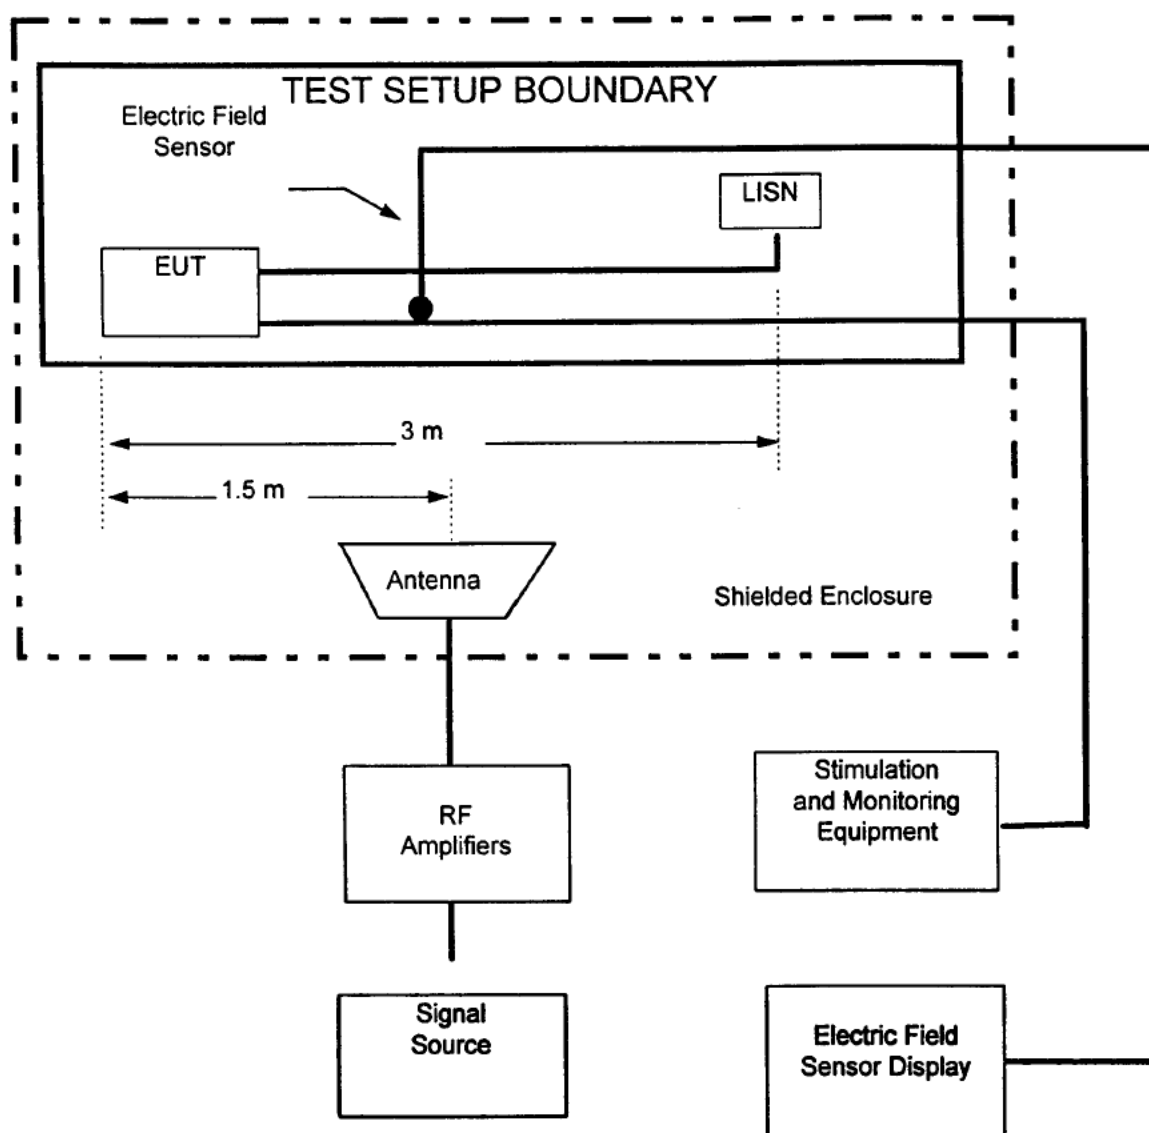 TEST SETUP BOUNDARY
Electric Field
Sensor
LISN
EUT
3 m
1.5 m
Antenna
Shielded Enclosure
RF
Amplifiers
Stimulation
and Monitoring
Equipment
Signal
Source
Electric Field
Sensor Display